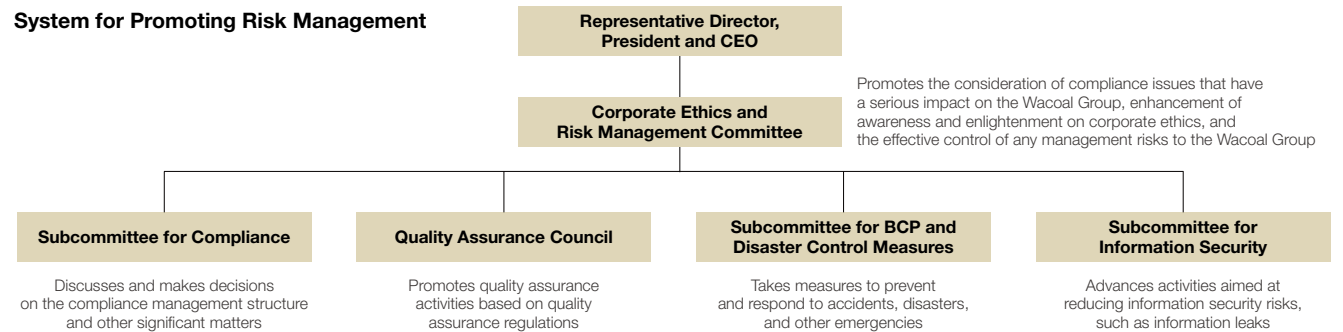 System for Promoting Risk Management
Representative Director,
President and CEO
Corporate Ethics and
Risk Management Committee
Promotes the consideration of compliance issues that have
a serious impact on the Wacoal Group, enhancement of
awareness and enlightenment on corporate ethics, and
the effective control of any management risks to the Wacoal Group
Subcommittee for Compliance
Discusses and makes decisions
on the compliance management structure
and other significant matters
Quality Assurance Council
Promotes quality assurance
activities based on quality
assurance regulations
Subcommittee for BCP and
Disaster Control Measures
Takes measures to prevent
and respond to accidents, disasters,
and other emergencies
Subcommittee for
Information Security
Advances activities aimed at
reducing information security risks,
such as information leaks